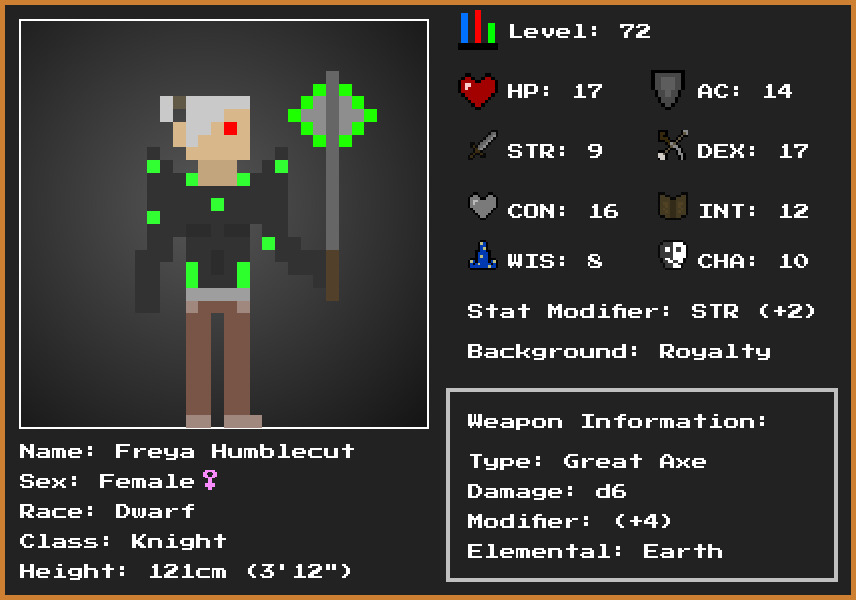 Level: 72
HP: 17 AC: 14
STR: 9 DEX: 17
CON: 16 INT: 12
WIS: 8 CHA: 10
Stat Modifier: STR (+2)
Background: Royalty
Weapon Information:
Type: Great Axe
Damage: d6
Modifier: (+4)
Elemental: Earth
Name: Freya Humblecut
Sex: Female♀
Race: Dwarf
Class: Knight
Height: 121cm (3'12")